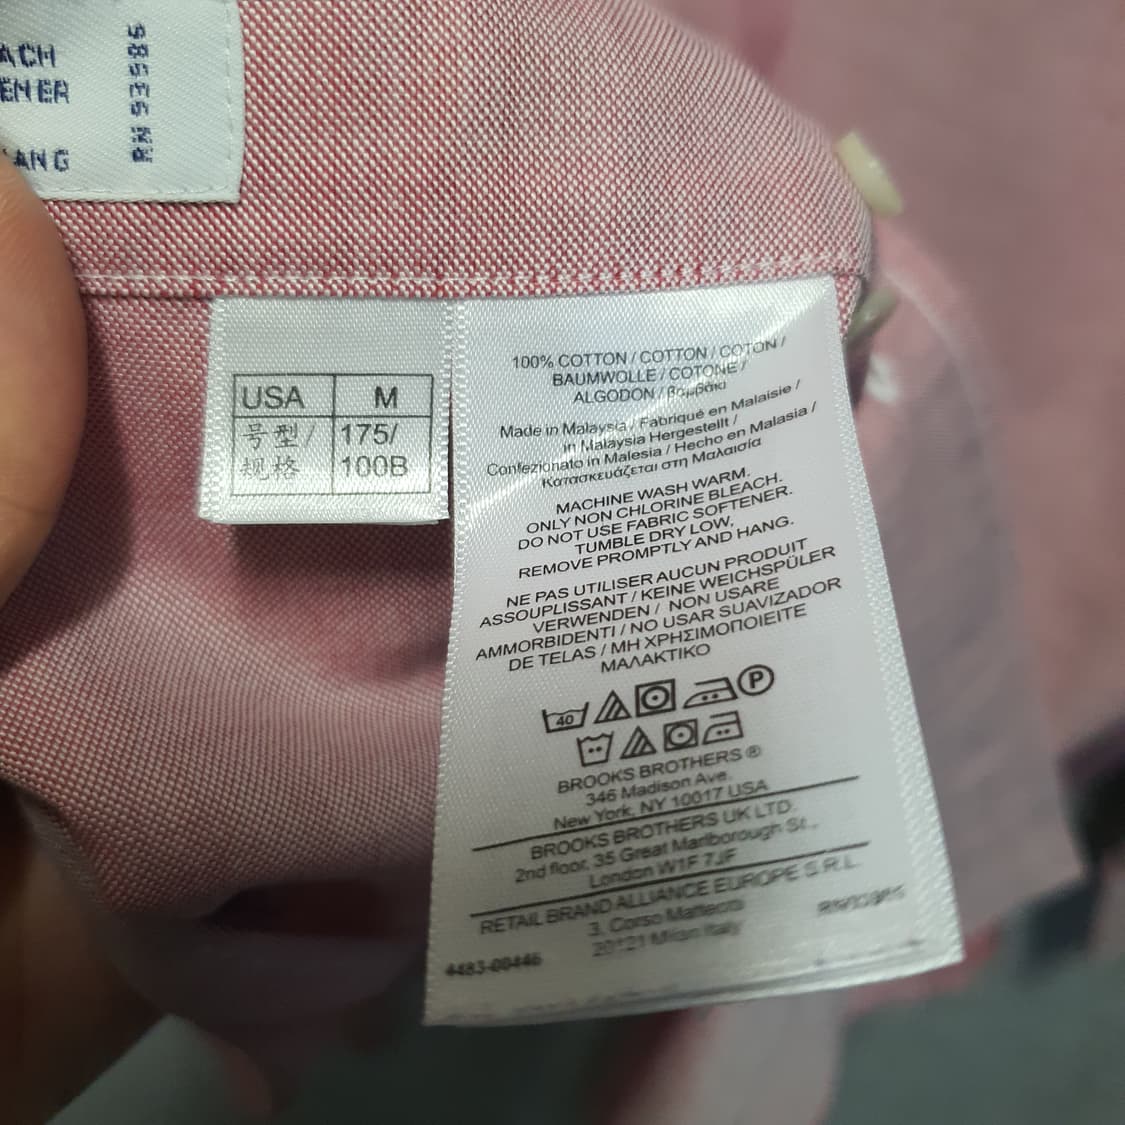 ACH
ENER
ANG
RN 93985
USA M
号型/ 175/
规格 100B
100% COTTON / COTTON / COTON /
BAUMWOLLE / COTONE /
ALGODON / βαμβάκι
Made in Malaysia / Fabriqué en Malaisie /
in Malaysia Hergestellt /
Confezionato in Malesia / Hecho en Malasia /
Κατασκευάζεται στη Μαλαισία
MACHINE WASH WARM.
ONLY NON CHLORINE BLEACH.
DO NOT USE FABRIC SOFTENER.
TUMBLE DRY LOW,
REMOVE PROMPTLY AND HANG.
NE PAS UTILISER AUCUN PRODUIT
ASSOUPLISSANT / KEINE WEICHSPÜLER
VERWENDEN / NON USARE
AMMORBIDENTI / NO USAR SUAVIZADOR
DE TELAS / ΜΗ ΧΡΗΣΙΜΟΠΟΙΕΙΤΕ
ΜΑΛΑΚΤΙΚΟ
40 P
BROOKS BROTHERS ®
346 Madison Ave.
New York, NY 10017 USA
BROOKS BROTHERS UK LTD.
2nd floor, 35 Great Marlborough St.,
London W1F 7JF
RETAIL BRAND ALLIANCE EUROPE S.R.L.
3, Corso Matteotti
20121 Milan Italy
4483-00446